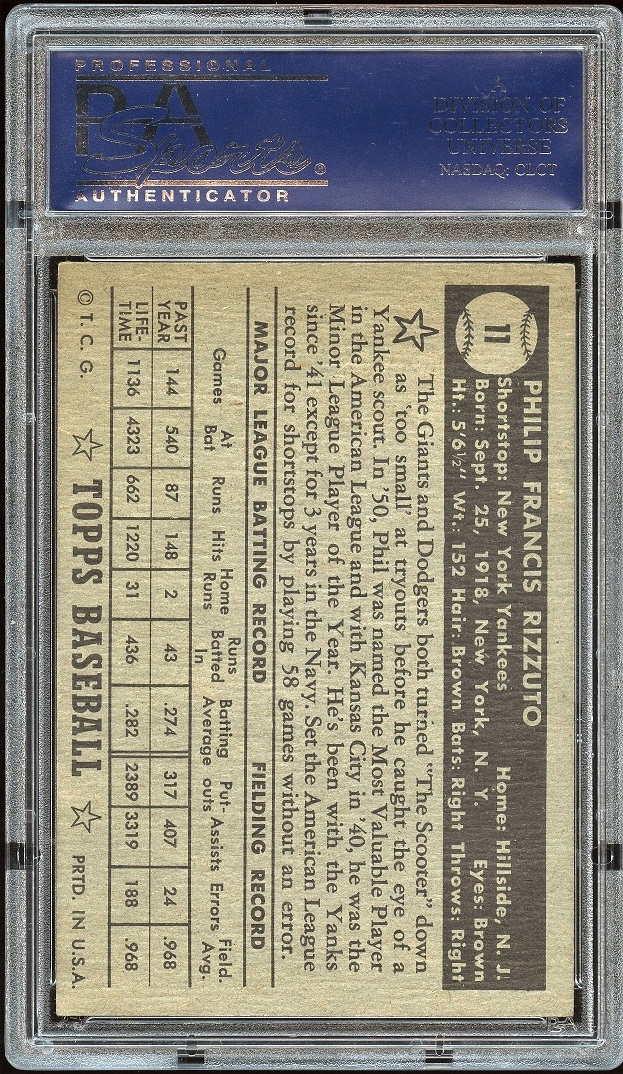 PROFESSIONAL
PSA
Sports®
AUTHENTICATOR
A
DIVISION OF
COLLECTORS
UNIVERSE
NASDAQ: CLCT
11
PHILIP FRANCIS RIZZUTO
Shortstop: New York Yankees Home: Hillside, N. J.
Born: Sept. 25, 1918, New York, N. Y. Eyes: Brown
Ht.: 5'6½" Wt.: 152 Hair: Brown Bats: Right Throws: Right
The Giants and Dodgers both turned "The Scooter" down
as 'too small' at tryouts before he caught the eye of a
Yankee scout. In '50, Phil was named the Most Valuable Player
in the American League and with Kansas City in '40, he was the
Minor League Player of the Year. He's been with the Yanks
since '41 except for 3 years in the Navy. Set the American League
record for shortstops by playing 58 games without an error.
MAJOR LEAGUE BATTING RECORD FIELDING RECORD
Games At Bat Runs Hits Home Runs Runs Batted In Batting Average Put-outs Assists Errors Field. Avg.
PAST YEAR 144 540 87 148 2 43 .274 317 407 24 .968
LIFE-TIME 1136 4323 662 1220 31 436 .282 2389 3319 188 .968
© T. C. G. TOPPS BASEBALL PRTD. IN U.S.A.